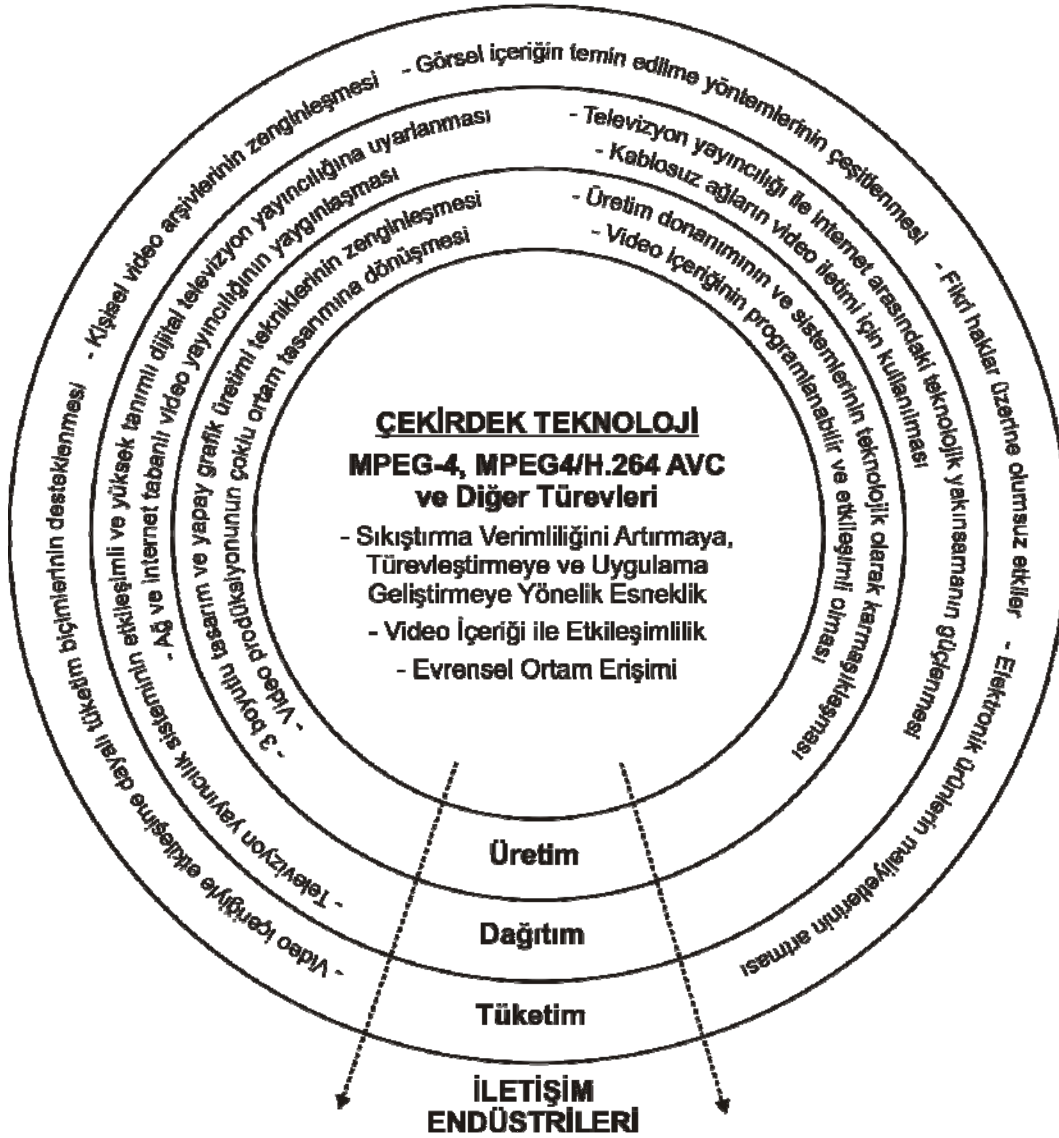 - Video içeriğiyle etkileşime dayalı tüketim biçimlerinin desteklenmesi - Kişisel video arşivlerinin zenginleşmesi - Görsel içeriğin temin edilme yöntemlerinin çeşitlenmesi - Fikri haklar üzerine olumsuz etkiler - Elektronik ürünlerin maliyetlerinin artması
- Televizyon yayıncılık sisteminin etkileşimli ve yüksek tanımlı dijital televizyon yayıncılığına uyarlanması
- Ağ ve internet tabanlı video yayıncılığının yaygınlaşması
- Televizyon yayıncılığı ile internet arasındaki teknolojik yakınsamanın güçlenmesi
- Kablosuz ağların video iletimi için kullanılması
- 3 boyutlu tasarım ve yapay grafik üretimi tekniklerinin zenginleşmesi
- Video prodüksiyonunun çoklu ortam tasarımına dönüşmesi
- Üretim donanımının ve sistemlerinin teknolojik olarak karmaşıklaşması
- Video içeriğinin programlanabilir ve etkileşimli olması
ÇEKİRDEK TEKNOLOJİ
MPEG-4, MPEG4/H.264 AVC
ve Diğer Türevleri
- Sıkıştırma Verimliliğini Artırmaya,
Türevleştirmeye ve Uygulama
Geliştirmeye Yönelik Esneklik
- Video İçeriği ile Etkileşimlilik
- Evrensel Ortam Erişimi
Üretim
Dağıtım
Tüketim
İLETİŞİM
ENDÜSTRİLERİ